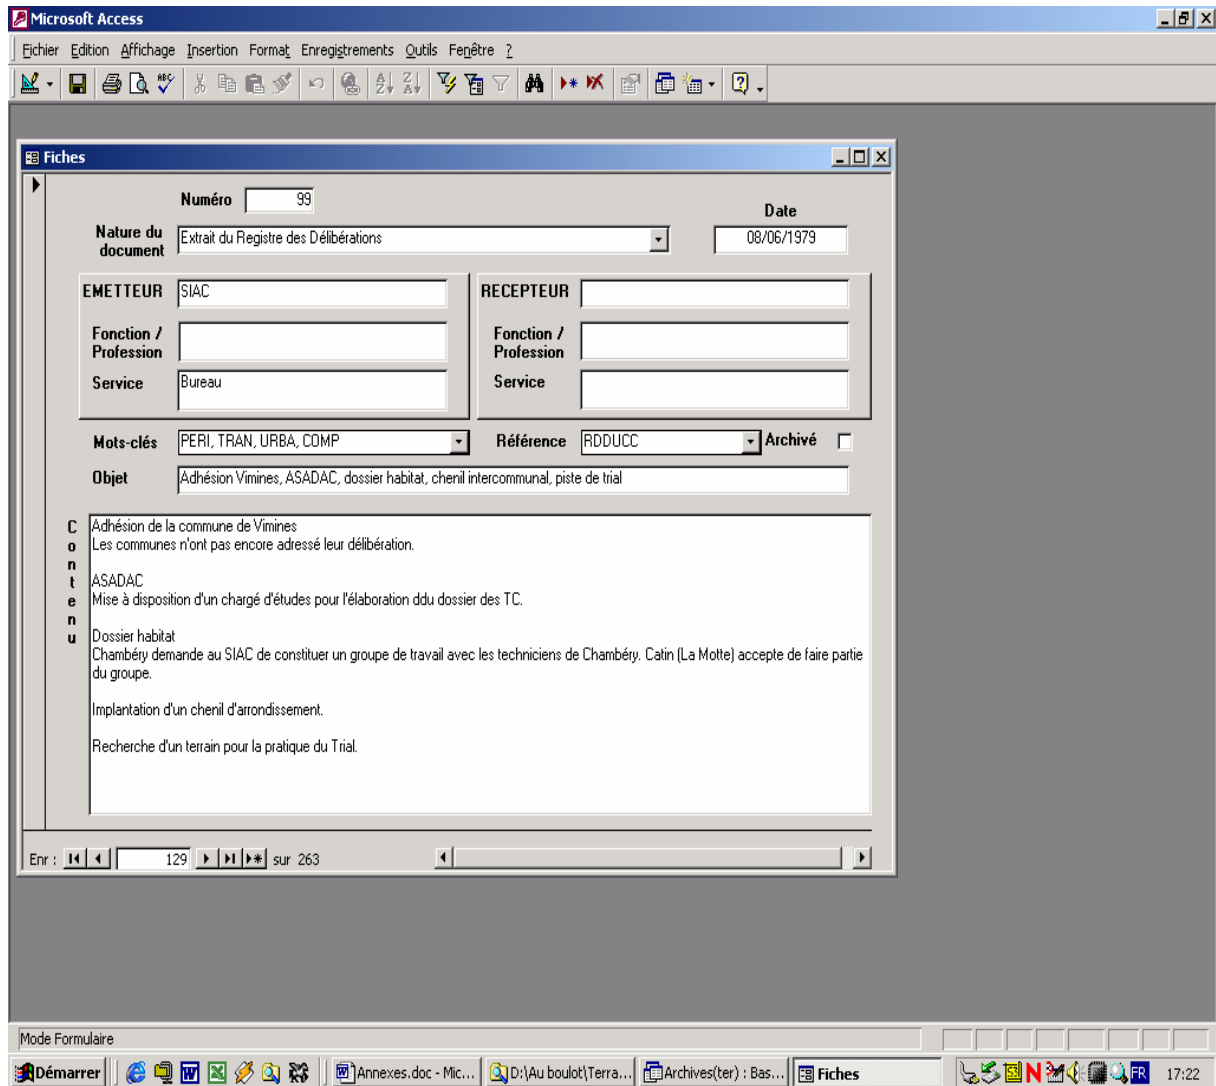 Microsoft Access
Fichier Edition Affichage Insertion Format Enregistrements Outils Fenêtre ?
Fiches
Numéro 99
Date
Nature du document Extrait du Registre des Délibérations 08/06/1979
EMETTEUR SIAC RECEPTEUR
Fonction / Profession Fonction / Profession
Service Bureau Service
Mots-clés PERI, TRAN, URBA, COMP Référence RDDUCC Archivé
Objet Adhésion Vimines, ASADAC, dossier habitat, chenil intercommunal, piste de trial
Contenu
Adhésion de la commune de Vimines
Les communes n'ont pas encore adressé leur délibération.
ASADAC
Mise à disposition d'un chargé d'études pour l'élaboration ddu dossier des TC.
Dossier habitat
Chambéry demande au SIAC de constituer un groupe de travail avec les techniciens de Chambéry. Catin (La Motte) accepte de faire partie
du groupe.
Implantation d'un chenil d'arrondissement.
Recherche d'un terrain pour la pratique du Trial.
Enr : 129 sur 263
Mode Formulaire
Démarrer Annexes.doc - Mic... D:\Au boulot\Terra... Archives(ter) : Bas... Fiches FR 17:22